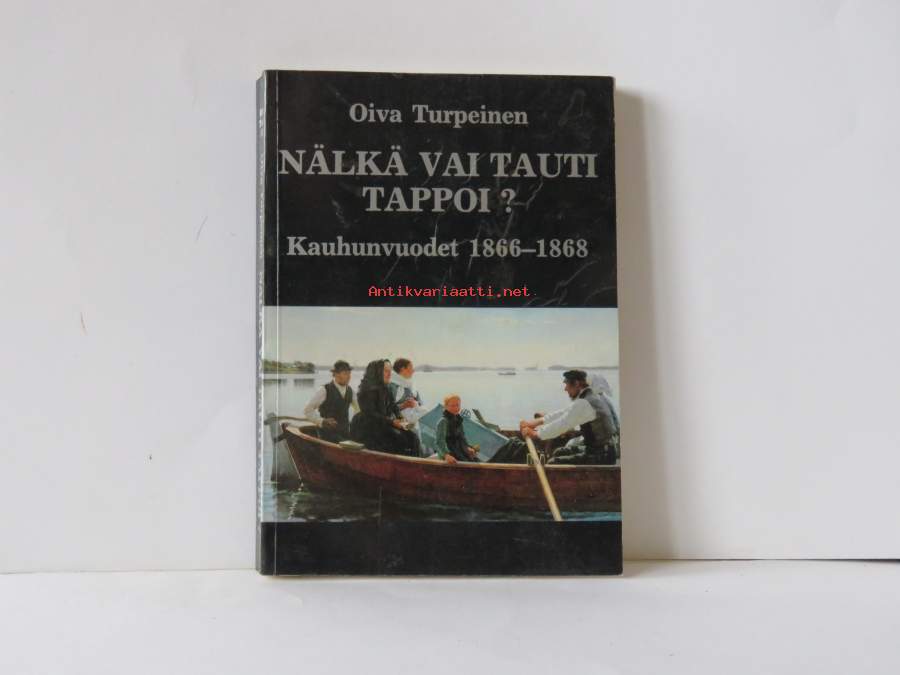 Oiva Turpeinen
NÄLKÄ VAI TAUTI
TAPPOI ?
Kauhunvuodet 1866–1868
Antikvariaatti.net